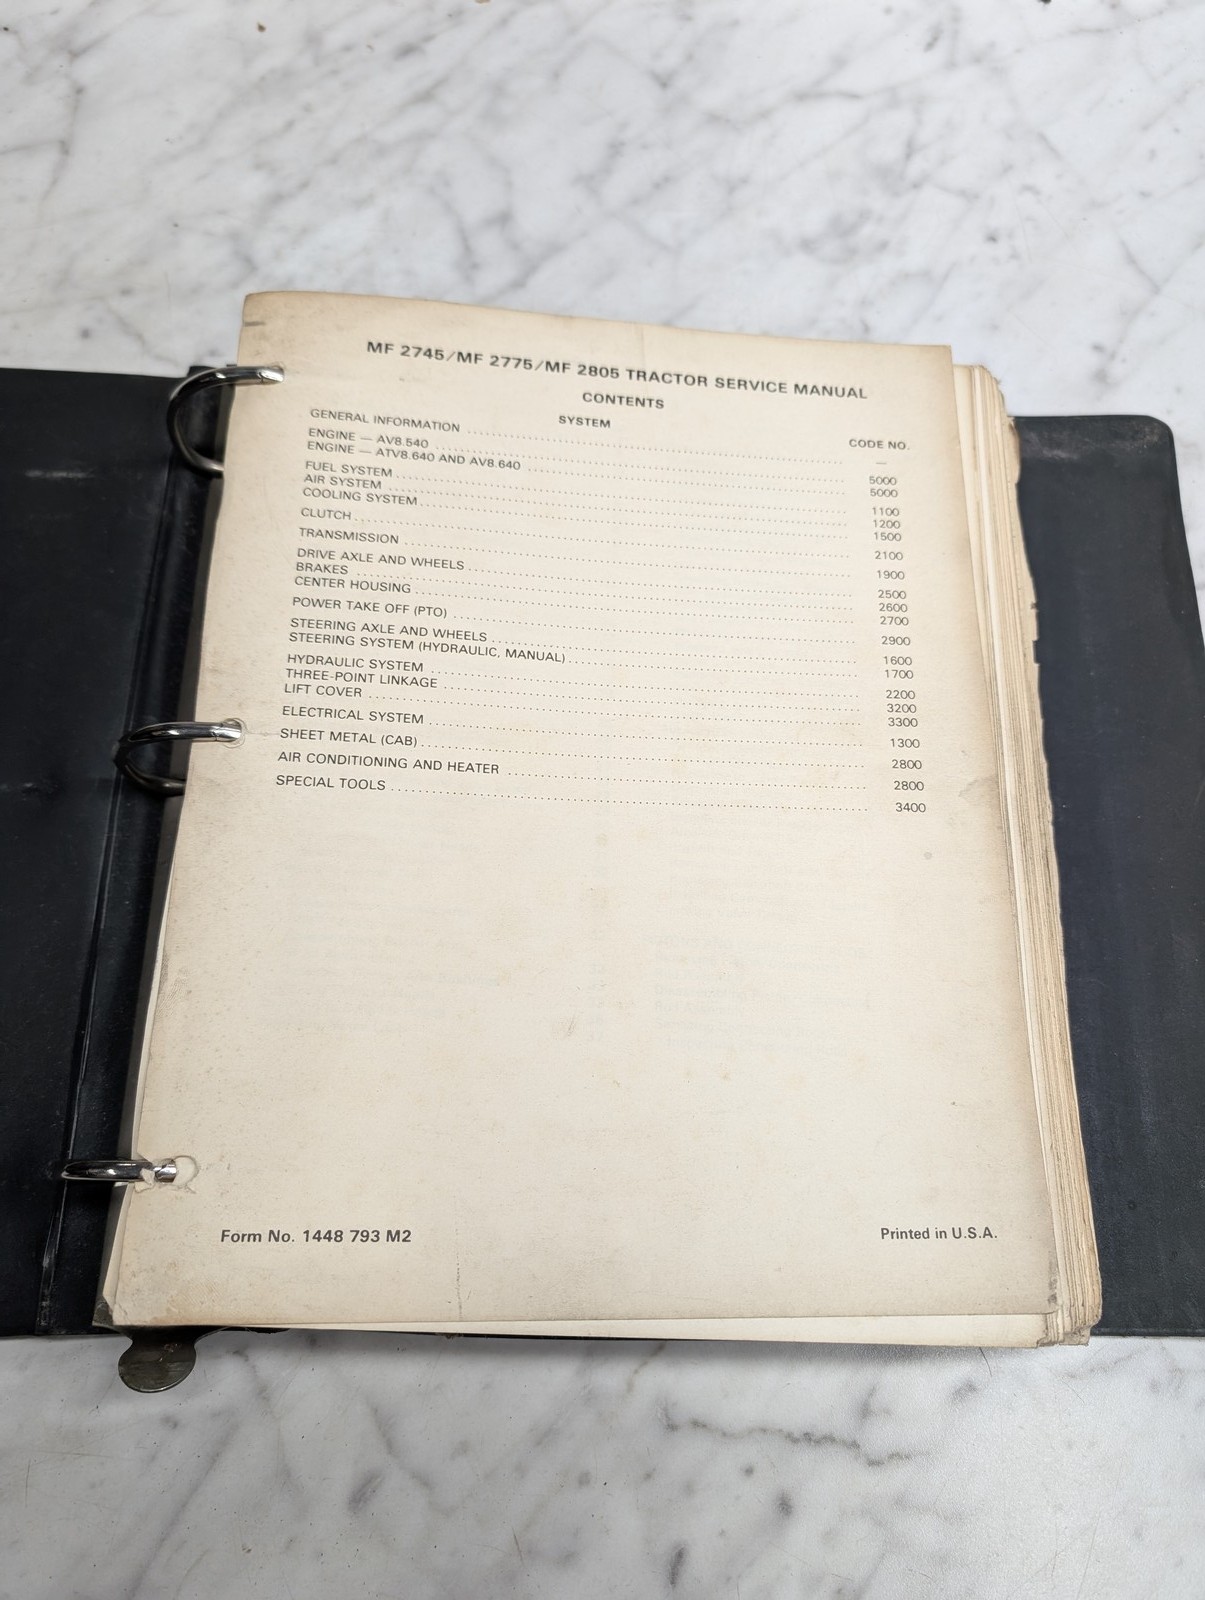 MF 2745/MF 2775/MF 2805 TRACTOR SERVICE MANUAL
CONTENTS
SYSTEM CODE NO.
GENERAL INFORMATION —
ENGINE — AV8.540 5000
ENGINE — ATV8.640 AND AV8.640 5000
FUEL SYSTEM 1100
AIR SYSTEM 1200
COOLING SYSTEM 1500
CLUTCH 2100
TRANSMISSION 1900
DRIVE AXLE AND WHEELS 2500
BRAKES 2600
CENTER HOUSING 2700
POWER TAKE OFF (PTO) 2900
STEERING AXLE AND WHEELS 1600
STEERING SYSTEM (HYDRAULIC, MANUAL) 1700
HYDRAULIC SYSTEM 2200
THREE-POINT LINKAGE 3200
LIFT COVER 3300
ELECTRICAL SYSTEM 1300
SHEET METAL (CAB) 2800
AIR CONDITIONING AND HEATER 2800
SPECIAL TOOLS 3400
Form No. 1448 793 M2 Printed in U.S.A.